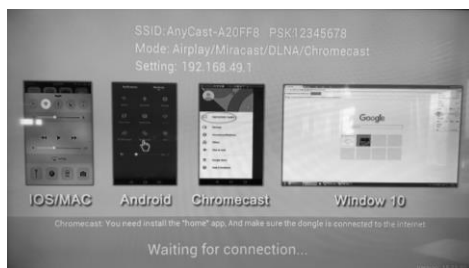 SSID:AnyCast-A20FF8 PSK:12345678
Mode: Airplay/Miracast/DLNA/Chromecast
Setting: 192.168.49.1
Google
IOS/MAC Android Chromecast Window 10
Chromecast: You need install the "home" app, And make sure the dongle is connected to the internet
Waiting for connection...